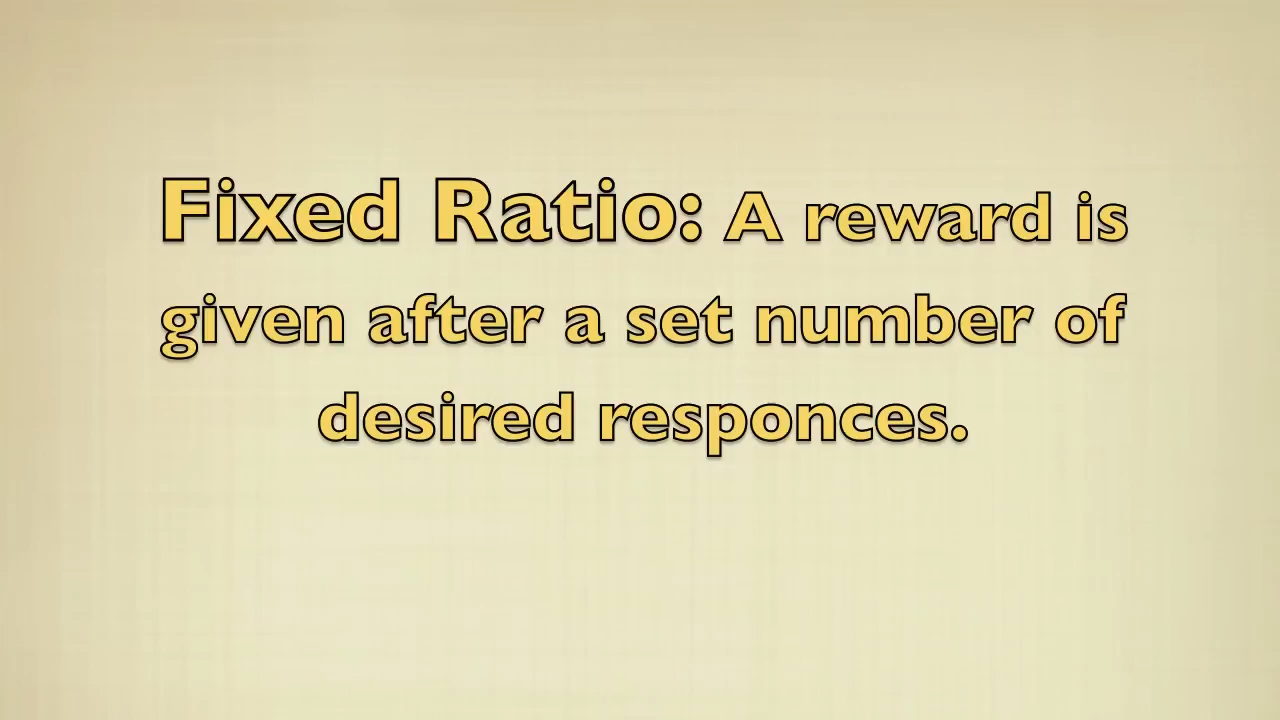 Fixed Ratio: A reward is
given after a set number of
desired responces.